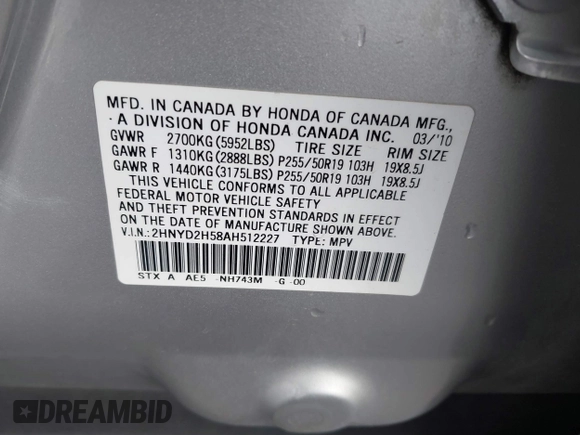 MFD. IN CANADA BY HONDA OF CANADA MFG.,
A DIVISION OF HONDA CANADA INC. 03/'10
GVWR 2700KG(5952LBS) TIRE SIZE RIM SIZE
GAWR F 1310KG(2888LBS) P255/50R19 103H 19X8.5J
GAWR R 1440KG(3175LBS) P255/50R19 103H 19X8.5J
THIS VEHICLE CONFORMS TO ALL APPLICABLE
FEDERAL MOTOR VEHICLE SAFETY
AND THEFT PREVENTION STANDARDS IN EFFECT
ON THE DATE OF MANUFACTURE SHOWN ABOVE.
V.I.N.:2HNYD2H58AH512227 TYPE: MPV
STX A AE5 -NH743M -G -00
DREAMBID